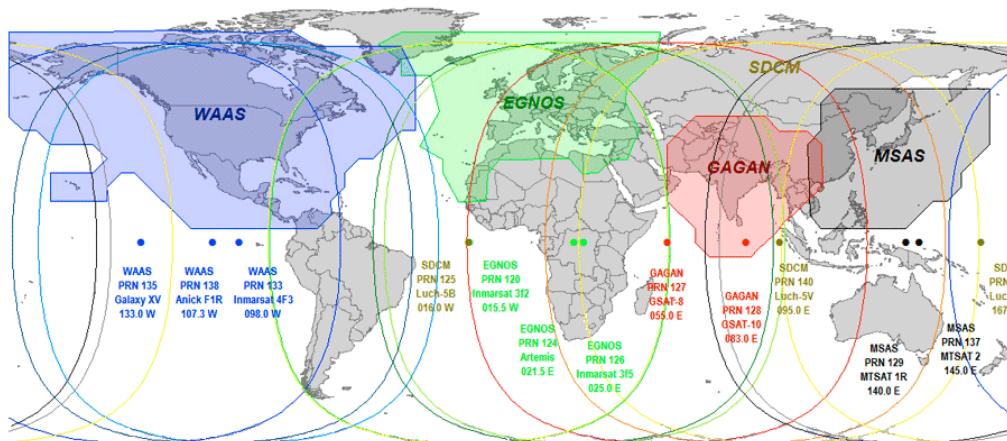 SDCM
EGNOS
WAAS
GAGAN
MSAS
WAAS
PRN 135
Galaxy XV
133.0 W
WAAS
PRN 138
Anick F1R
107.3 W
WAAS
PRN 133
Inmarsat 4F3
098.0 W
SDCM
PRN 125
Luch-5B
016.0 W
EGNOS
PRN 120
Inmarsat 3f2
015.5 W
EGNOS
PRN 124
Artemis
021.5 E
EGNOS
PRN 126
Inmarsat 3f5
025.0 E
GAGAN
PRN 127
GSAT-8
055.0 E
GAGAN
PRN 128
GSAT-10
083.0 E
SDCM
PRN 140
Luch-5V
095.0 E
MSAS
PRN 129
MTSAT 1R
140.0 E
MSAS
PRN 137
MTSAT 2
145.0 E
SD
PRN
Luc
167